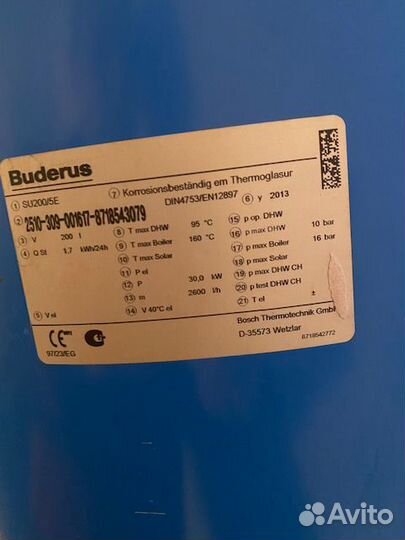 Buderus
① SU200/5E
② 2510-309-001617-8718543079
③ V 200 l
④ Q St 1,7 kWh/24h
⑤ V el
CE 97/23/EG
⑦ Korrosionsbeständig em Thermoglasur
DIN4753/EN12897 ⑥ y 2013
⑧ T max DHW 95 °C
⑨ T max Boiler 160 °C
⑩ T max Solar
⑪ P el
⑫ P 30,0 kW
⑬ m 2600 l/h
⑭ V 40°C el
⑮ p op. DHW
⑯ p max DHW 10 bar
⑰ p max Boiler 16 bar
⑱ p max Solar
⑲ p max DHW CH
⑳ p test DHW CH
㉑ T el ±
Bosch Thermotechnik GmbH
D-35573 Wetzlar
8718542772
Avito